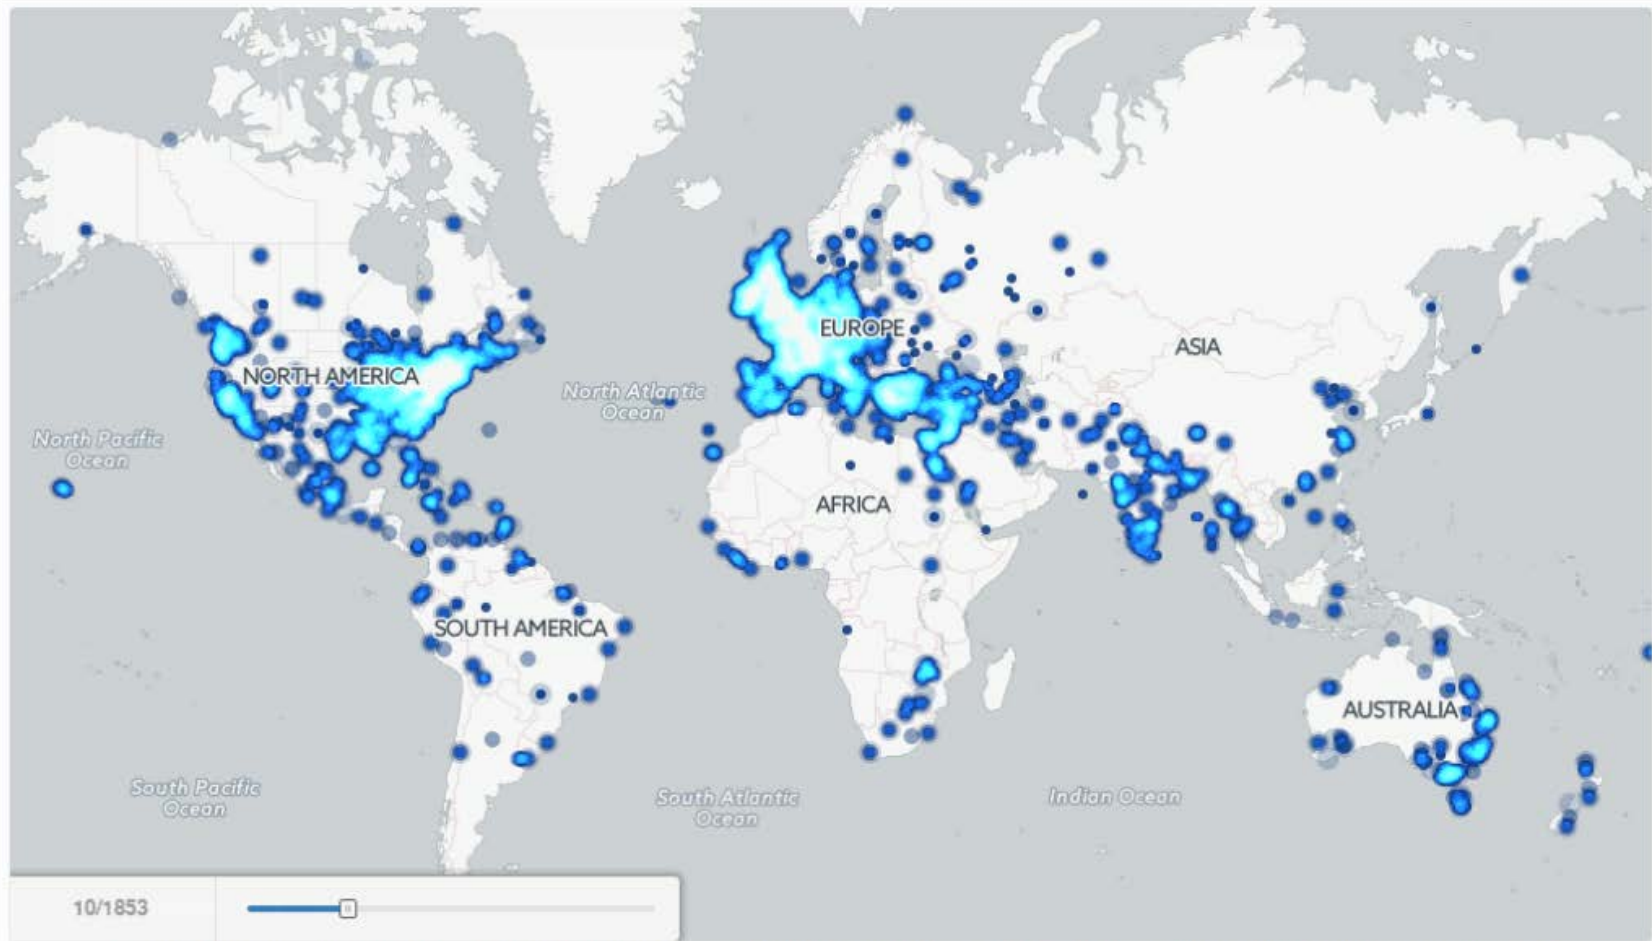 EUROPE
ASIA
NORTH AMERICA
North Atlantic
Ocean
North Pacific
Ocean
AFRICA
SOUTH AMERICA
AUSTRALIA
South Pacific
Ocean
South Atlantic
Ocean
Indian Ocean
10/1853